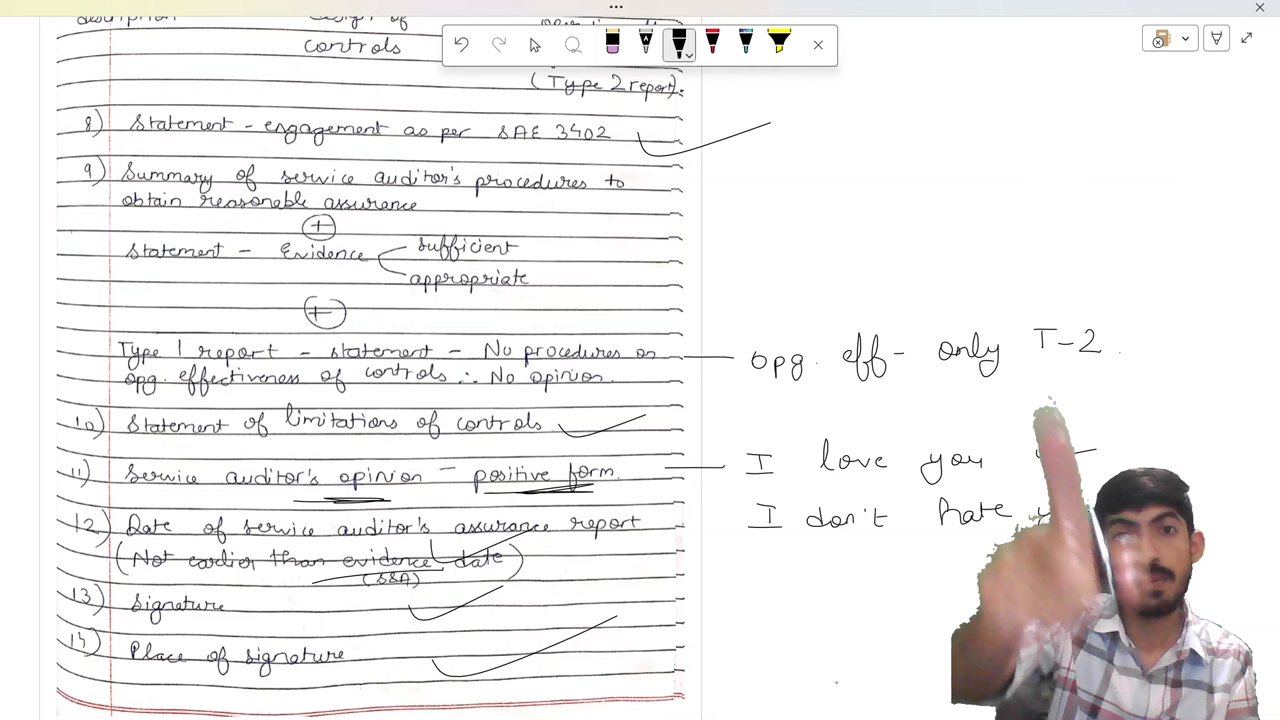 description design of
controls
(Type 2 report).
8) Statement - engagement as per SAE 3402
9) Summary of service auditor's procedures to
obtain reasonable assurance
+
Statement - Evidence sufficient
appropriate
+
Type 1 report - statement - No procedures on
opg. effectiveness of controls ∴ No opinion.
opg. eff - only T-2.
10) Statement of limitations of controls
11) Service auditor's opinion - positive form.
I love you
I don't hate
12) Date of service auditor's assurance report
(Not earlier than evidence date)
(S&A)
13) Signature
14) Place of signature